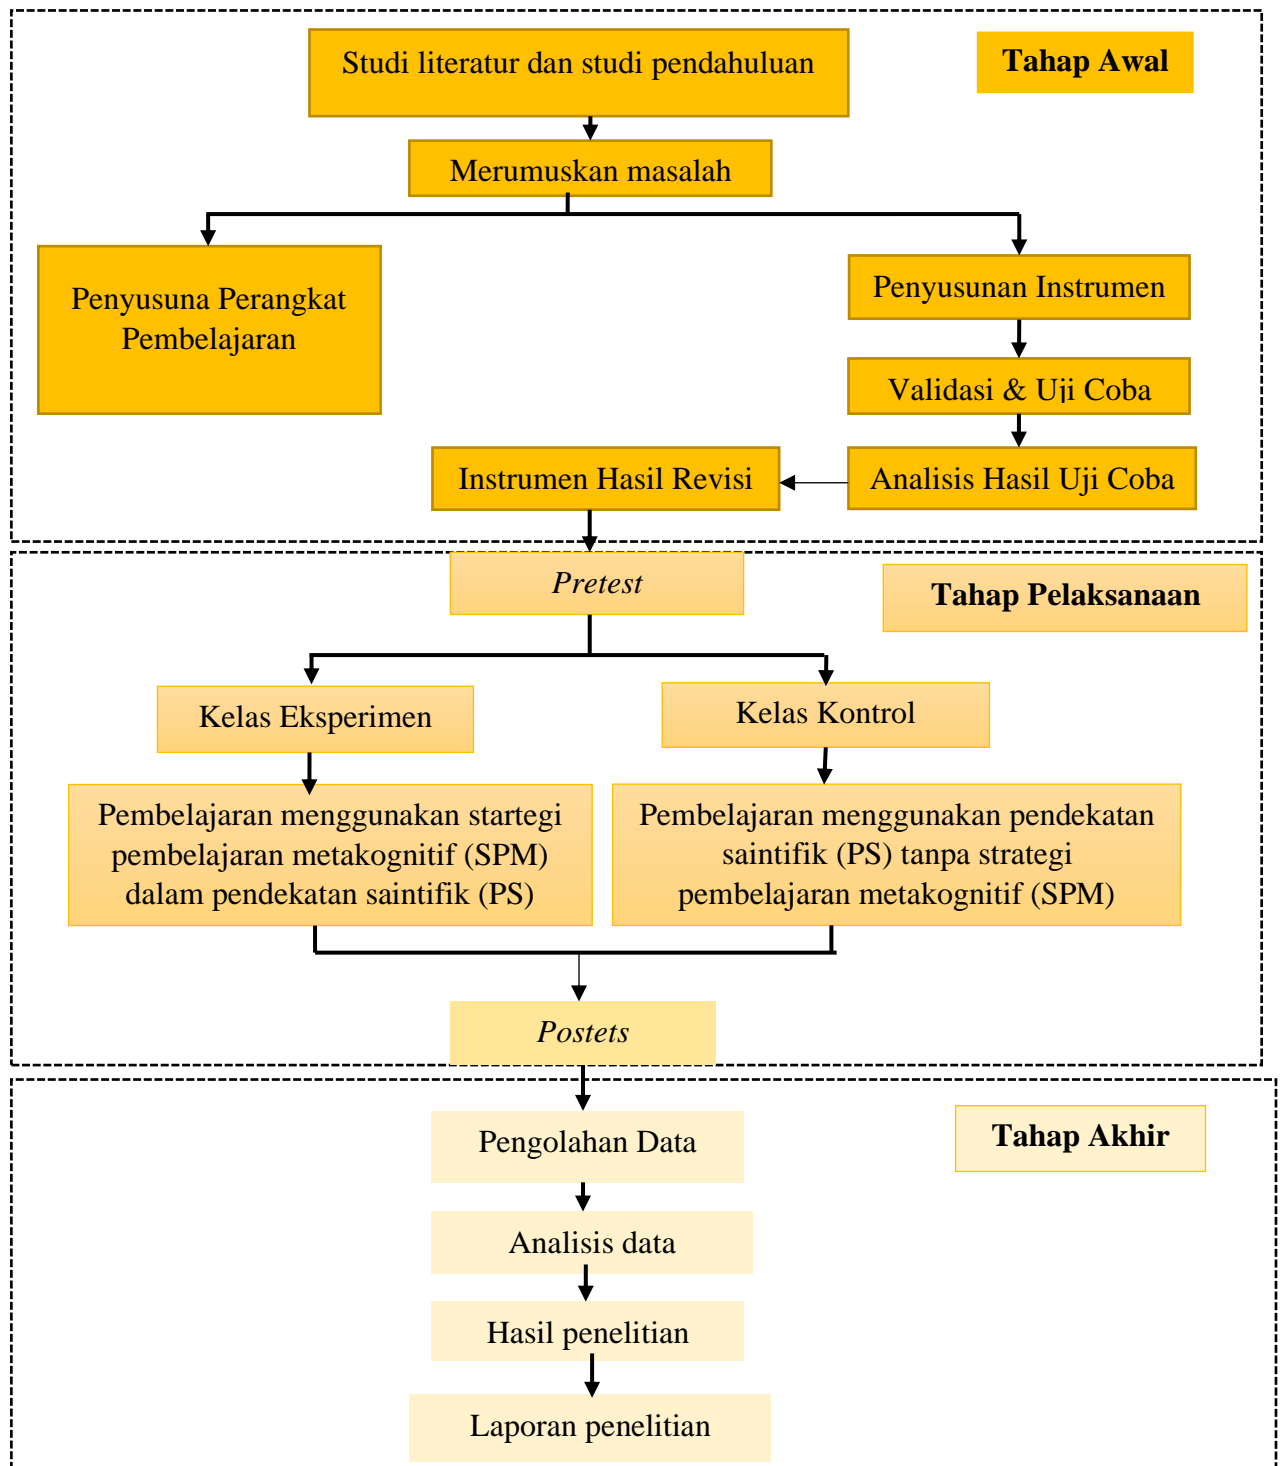 Studi literatur dan studi pendahuluan
Tahap Awal
Merumuskan masalah
Penyusuna Perangkat
Pembelajaran
Penyusunan Instrumen
Validasi & Uji Coba
Instrumen Hasil Revisi
Analisis Hasil Uji Coba
Pretest
Tahap Pelaksanaan
Kelas Eksperimen
Kelas Kontrol
Pembelajaran menggunakan startegi
pembelajaran metakognitif (SPM)
dalam pendekatan saintifik (PS)
Pembelajaran menggunakan pendekatan
saintifik (PS) tanpa strategi
pembelajaran metakognitif (SPM)
Postets
Pengolahan Data
Tahap Akhir
Analisis data
Hasil penelitian
Laporan penelitian